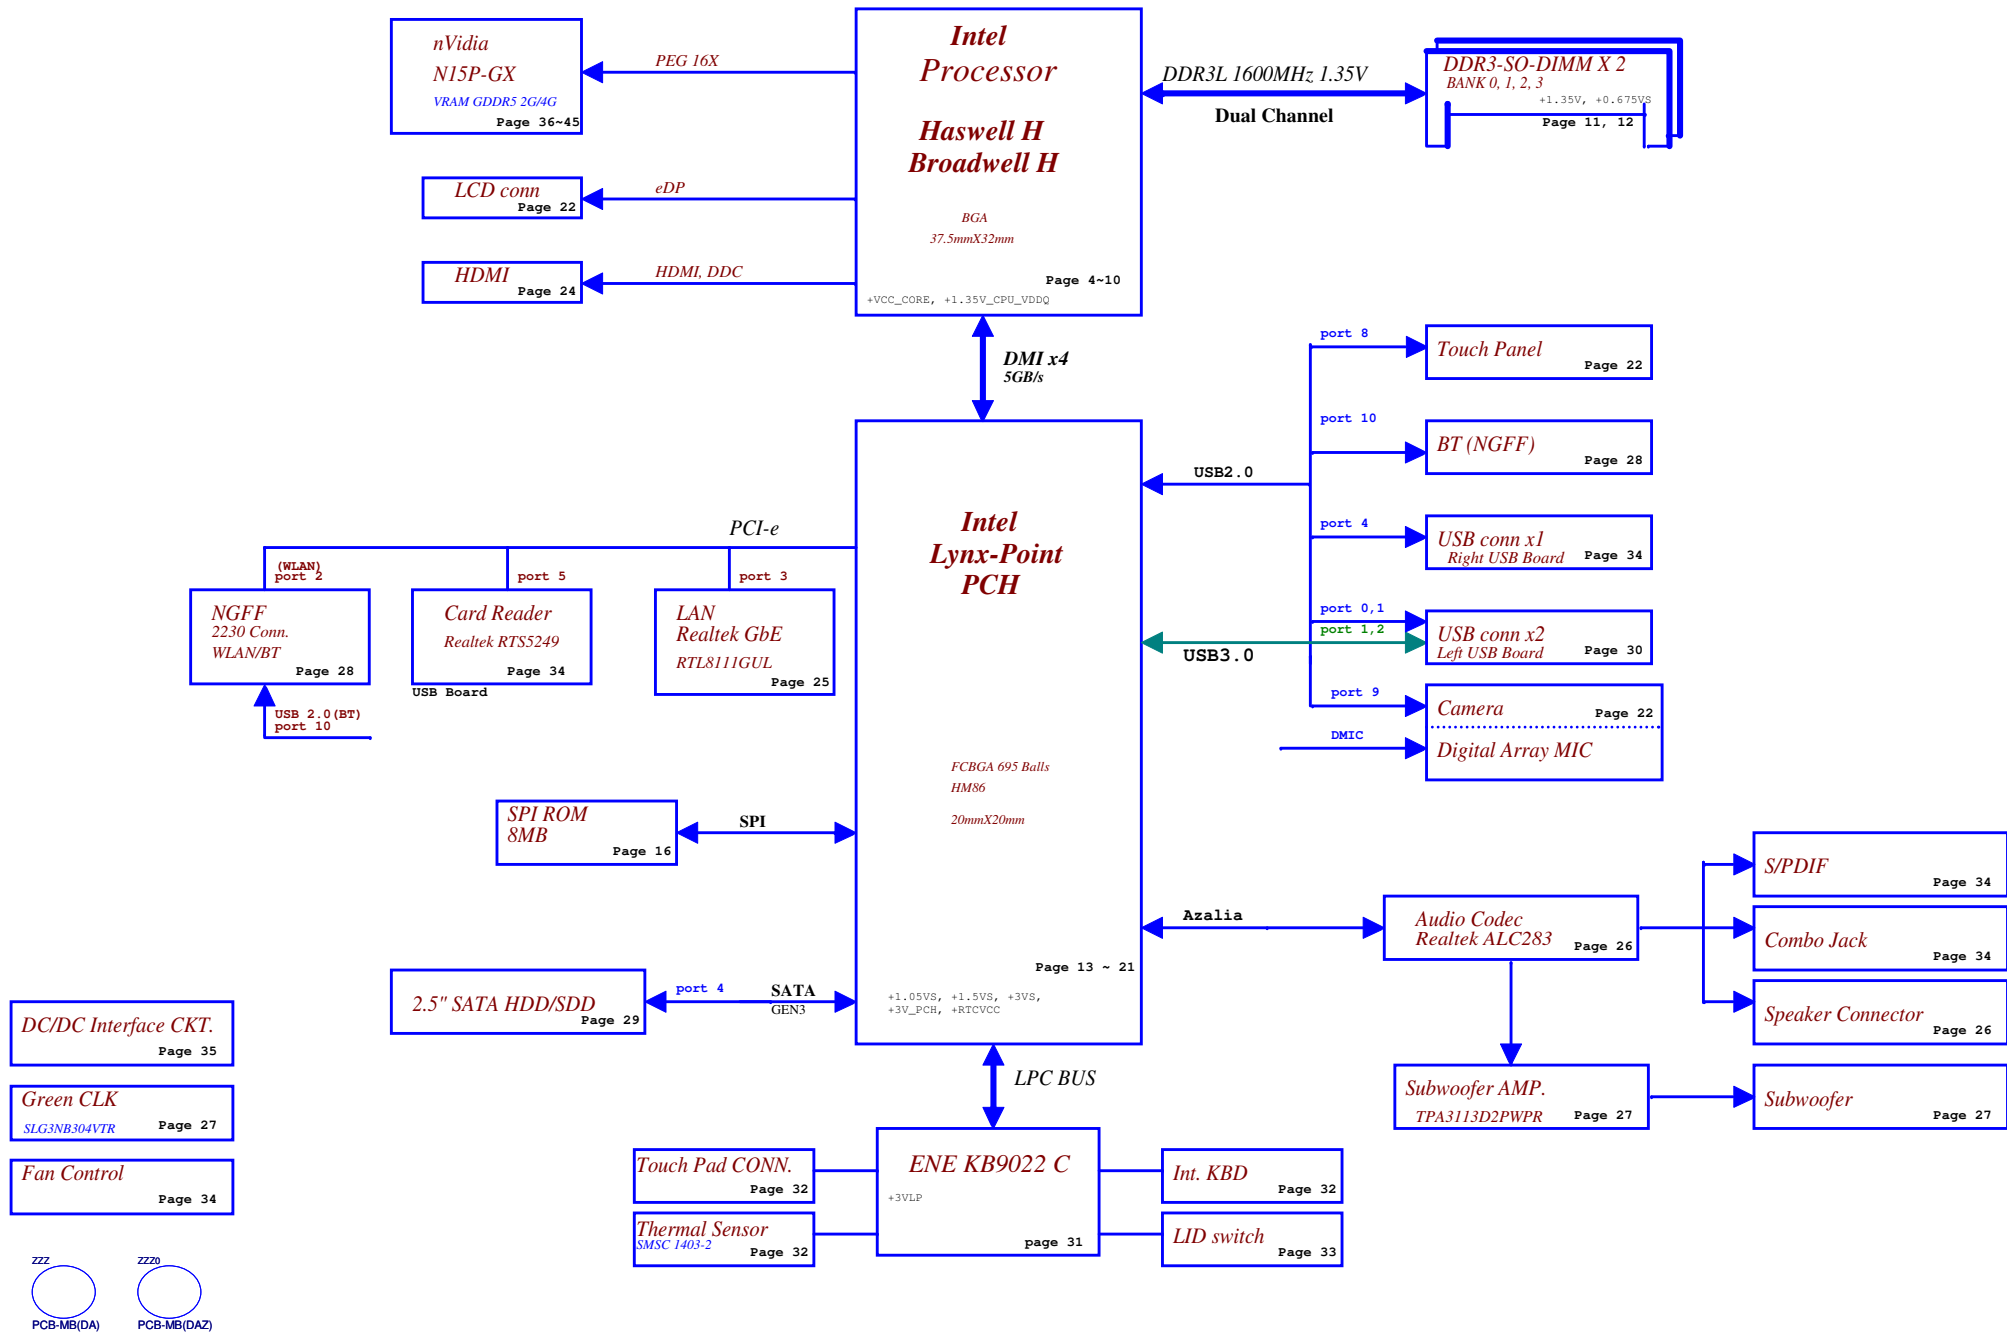 nVidia
N15P-GX
VRAM GDDR5 2G/4G
Page 36~45
PEG 16X
LCD conn
Page 22
eDP
HDMI
Page 24
HDMI, DDC
Intel
Processor
Haswell H
Broadwell H
BGA
37.5mmX32mm
Page 4~10
+VCC_CORE, +1.35V_CPU_VDDQ
DDR3L 1600MHz 1.35V
Dual Channel
DDR3-SO-DIMM X 2
BANK 0, 1, 2, 3
+1.35V, +0.675VS
Page 11, 12
DMI x4
5GB/s
port 8
Touch Panel
Page 22
port 10
BT (NGFF)
Page 28
USB2.0
port 4
USB conn x1
Right USB Board
Page 34
port 0,1
port 1,2
USB3.0
USB conn x2
Left USB Board
Page 30
port 9
Camera
Page 22
DMIC
Digital Array MIC
Intel
Lynx-Point
PCH
FCBGA 695 Balls
HM86
20mmX20mm
Page 13 ~ 21
+1.05VS, +1.5VS, +3VS,
+3V_PCH, +RTCVCC
PCI-e
(WLAN)
port 2
port 5
port 3
NGFF
2230 Conn.
WLAN/BT
Page 28
USB 2.0(BT)
port 10
Card Reader
Realtek RTS5249
Page 34
USB Board
LAN
Realtek GbE
RTL8111GUL
Page 25
SPI ROM
8MB
Page 16
SPI
2.5" SATA HDD/SDD
Page 29
port 4
SATA
GEN3
Azalia
Audio Codec
Realtek ALC283
Page 26
S/PDIF
Page 34
Combo Jack
Page 34
Speaker Connector
Page 26
Subwoofer AMP.
TPA3113D2PWPR
Page 27
Subwoofer
Page 27
LPC BUS
ENE KB9022 C
+3VLP
page 31
Touch Pad CONN.
Page 32
Thermal Sensor
SMSC 1403-2
Page 32
Int. KBD
Page 32
LID switch
Page 33
DC/DC Interface CKT.
Page 35
Green CLK
SLG3NB304VTR
Page 27
Fan Control
Page 34
ZZZ
PCB-MB(DA)
ZZZ0
PCB-MB(DAZ)